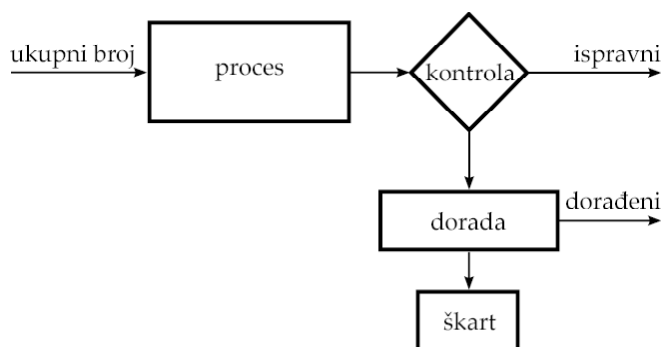 ukupni broj
proces
kontrola
ispravni
dorada
dorađeni
škart